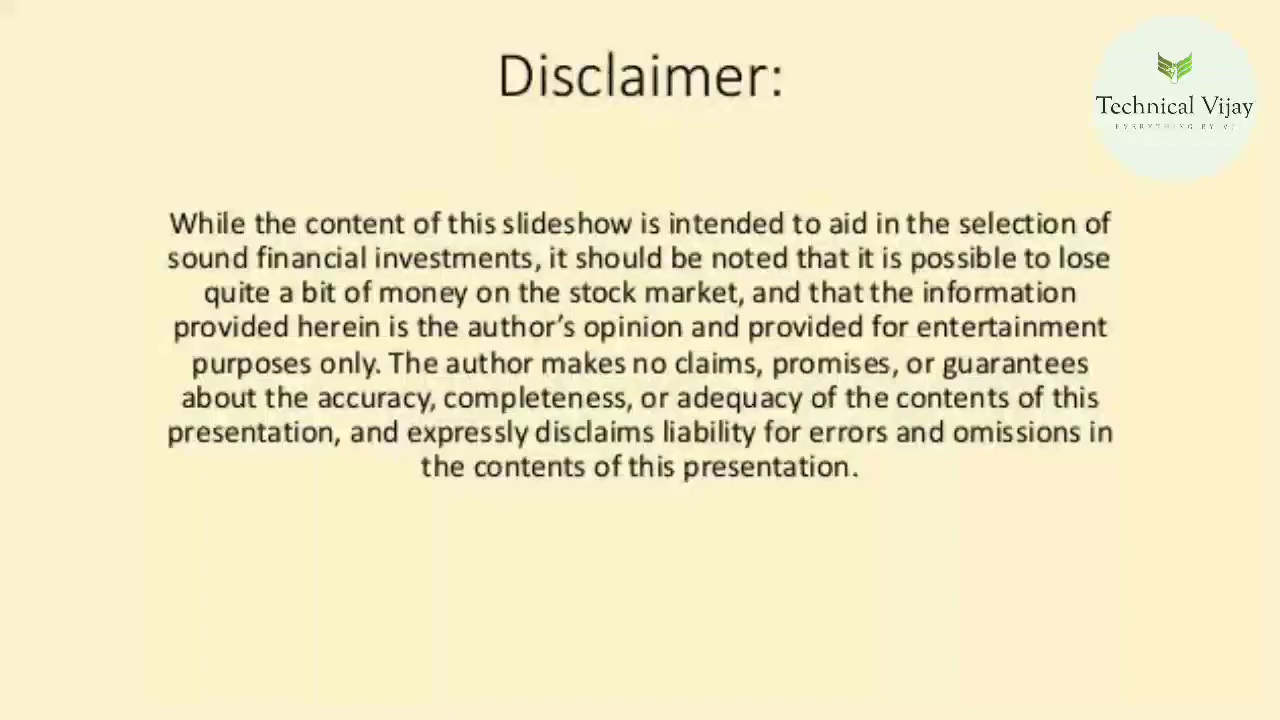 Disclaimer:
Technical Vijay
EVERYTHING BY VJ
While the content of this slideshow is intended to aid in the selection of
sound financial investments, it should be noted that it is possible to lose
quite a bit of money on the stock market, and that the information
provided herein is the author’s opinion and provided for entertainment
purposes only. The author makes no claims, promises, or guarantees
about the accuracy, completeness, or adequacy of the contents of this
presentation, and expressly disclaims liability for errors and omissions in
the contents of this presentation.